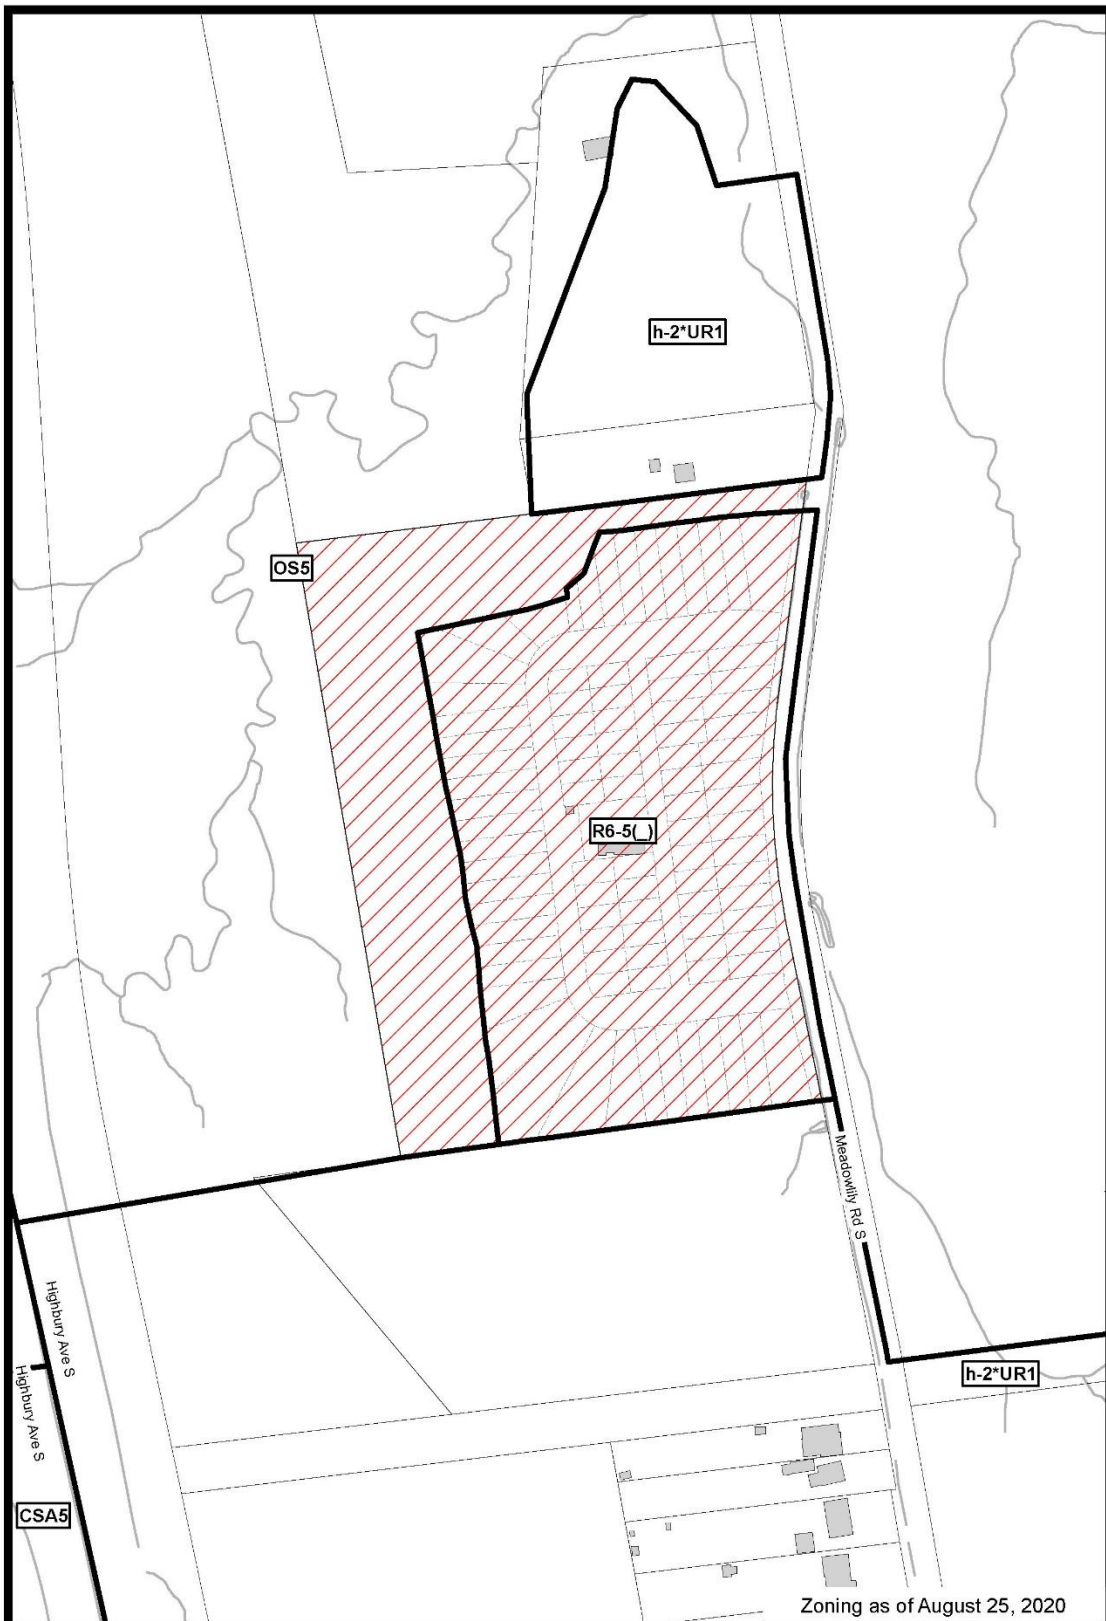 h-2*UR1
OS5
R6-5(_)
Meadowlily Rd S
Highbury Ave S
Highbury Ave S
h-2*UR1
CSA5
Zoning as of August 25, 2020